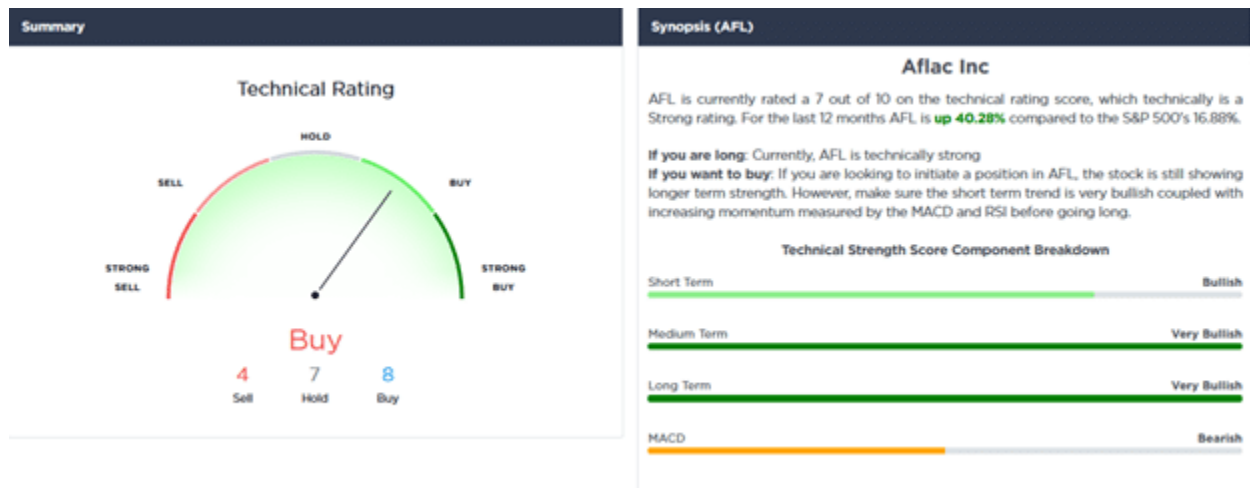 Summary
Technical Rating
HOLD
SELL
BUY
STRONG
SELL
STRONG
BUY
Buy
4
7
8
Sell
Hold
Buy
Synopsis (AFL)
Aflac Inc
AFL is currently rated a 7 out of 10 on the technical rating score, which technically is a
Strong rating. For the last 12 months AFL is up 40.28% compared to the S&P 500's 16.88%.
If you are long: Currently, AFL is technically strong
If you want to buy: If you are looking to initiate a position in AFL, the stock is still showing
longer term strength. However, make sure the short term trend is very bullish coupled with
increasing momentum measured by the MACD and RSI before going long.
Technical Strength Score Component Breakdown
Short Term Bullish
Medium Term Very Bullish
Long Term Very Bullish
MACD Bearish